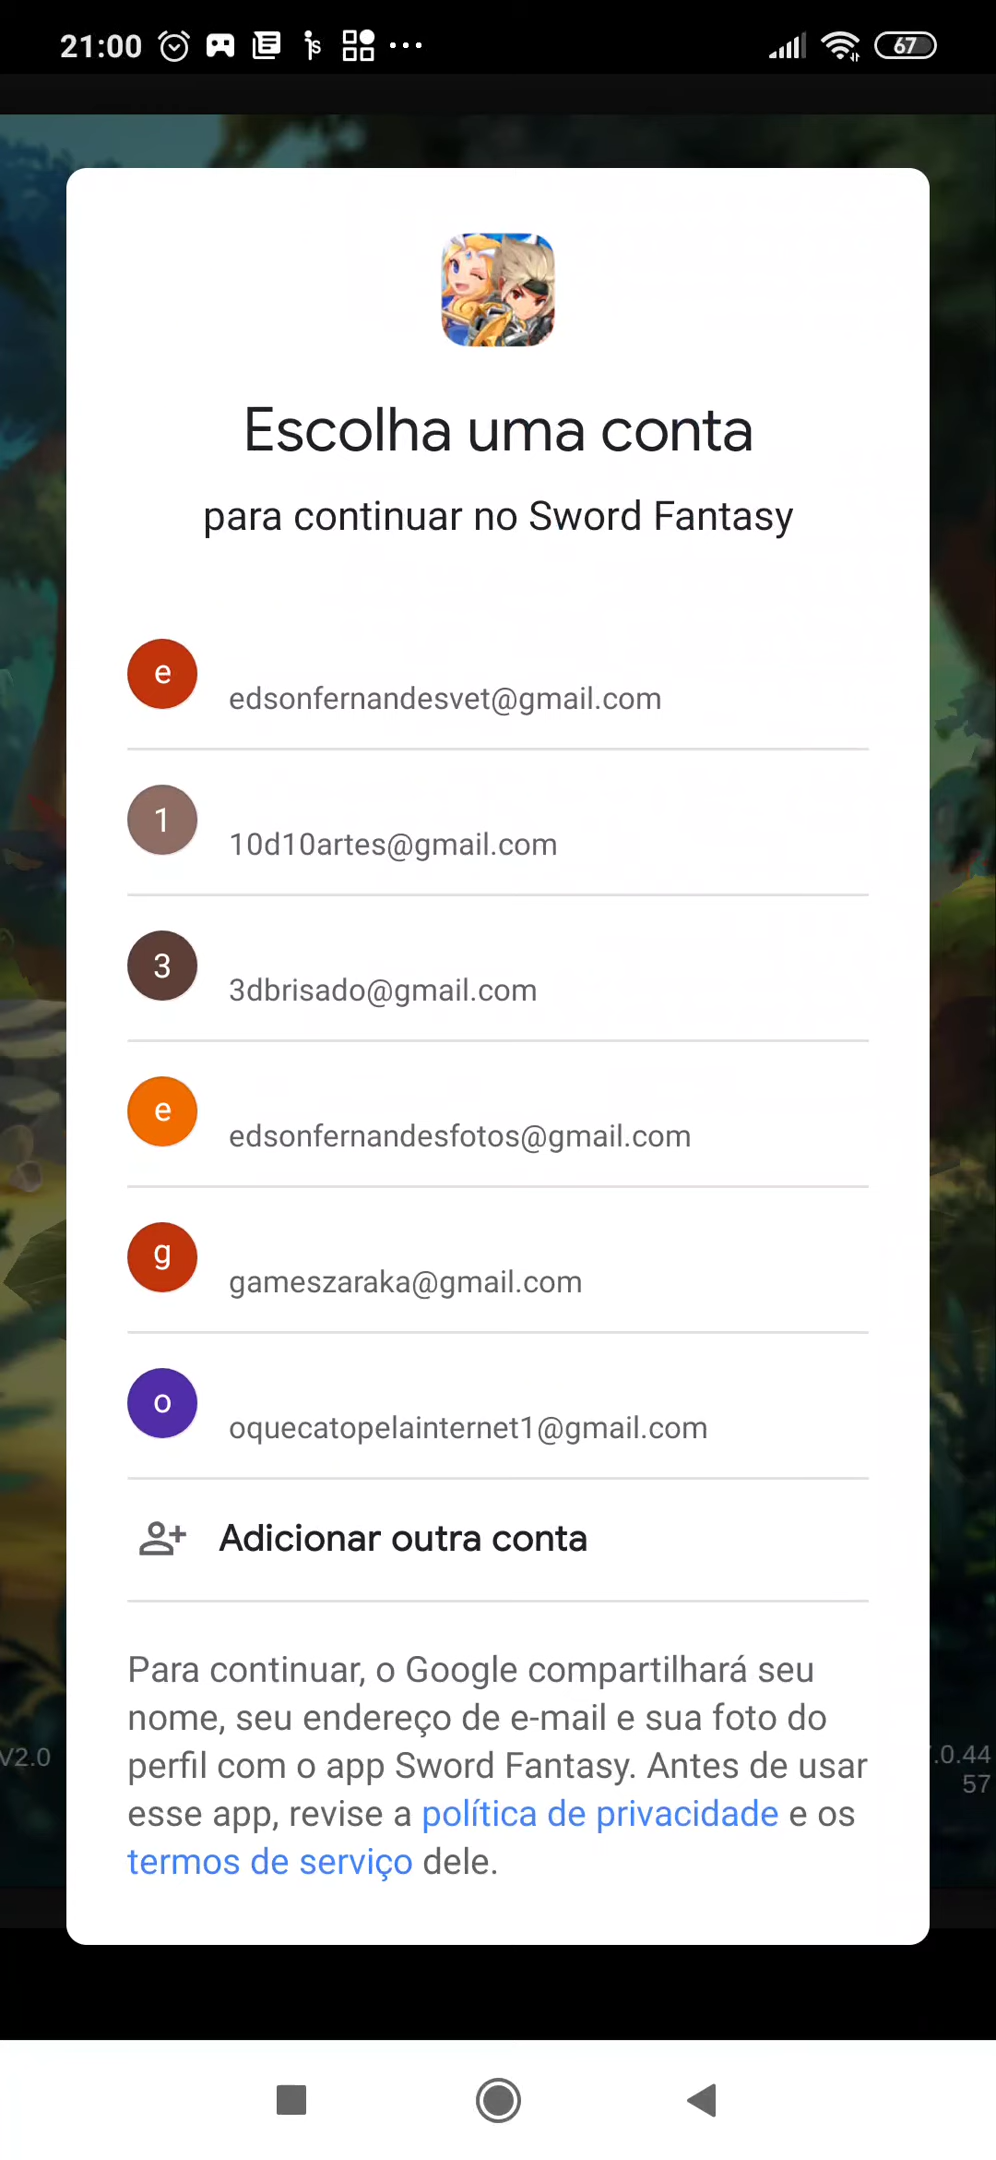 21:00
67
Escolha uma conta
para continuar no Sword Fantasy
e
edsonfernandesvet@gmail.com
1
10d10artes@gmail.com
3
3dbrisado@gmail.com
e
edsonfernandesfotos@gmail.com
g
gameszaraka@gmail.com
o
oquecatopelainternet1@gmail.com
Adicionar outra conta
Para continuar, o Google compartilhará seu
nome, seu endereço de e-mail e sua foto do
perfil com o app Sword Fantasy. Antes de usar
esse app, revise a política de privacidade e os
termos de serviço dele.
V2.0
.0.44
57